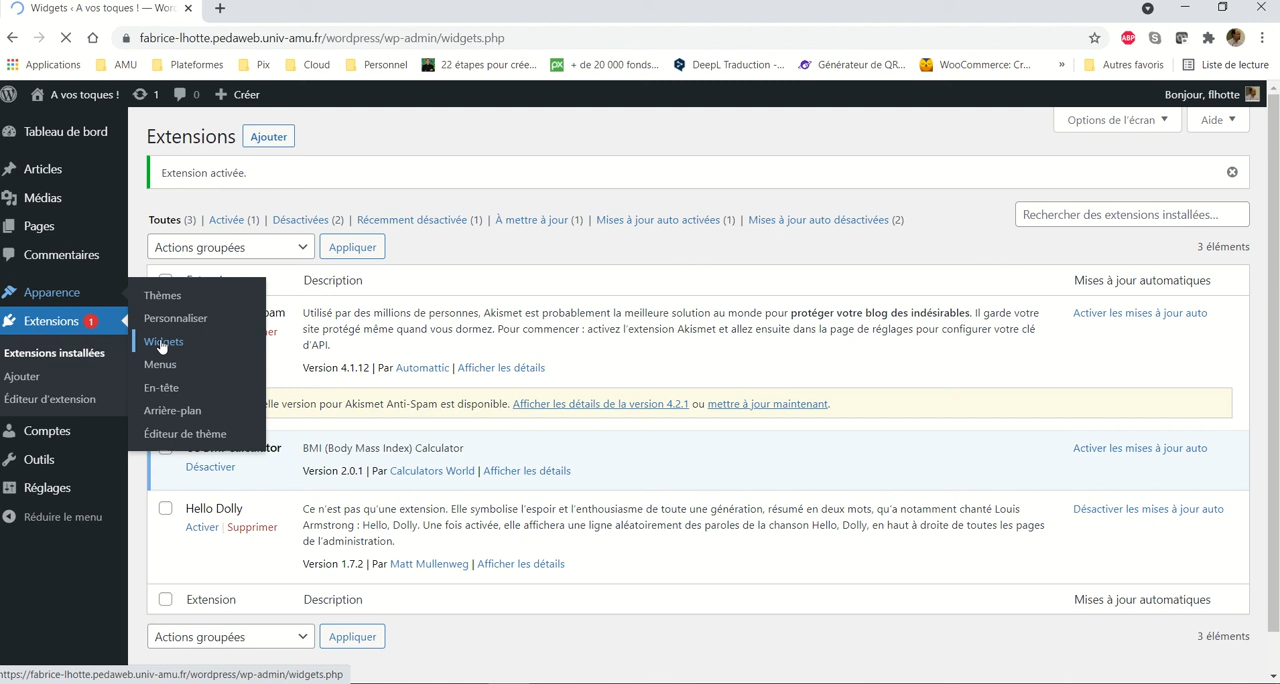 Widgets ‹ A vos toques ! — Wor
fabrice-lhotte.pedaweb.univ-amu.fr/wordpress/wp-admin/widgets.php
Applications AMU Plateformes Pix Cloud Personnel 22 étapes pour crée... + de 20 000 fonds... DeepL Traduction -... Générateur de QR... WooCommerce: Cr... » Autres favoris Liste de lecture
A vos toques ! 1 0 Créer Bonjour, flhotte
Options de l'écran Aide
Tableau de bord
Articles
Médias
Pages
Commentaires
Apparence
Extensions 1
Extensions installées
Ajouter
Éditeur d'extension
Comptes
Outils
Réglages
Réduire le menu
Thèmes
Personnaliser
Widgets
Menus
En-tête
Arrière-plan
Éditeur de thème
Extensions Ajouter
Extension activée.
Toutes (3) | Activée (1) | Désactivées (2) | Récemment désactivée (1) | À mettre à jour (1) | Mises à jour auto activées (1) | Mises à jour auto désactivées (2)
Rechercher des extensions installées...
Actions groupées Appliquer 3 éléments
Description Mises à jour automatiques
Utilisé par des millions de personnes, Akismet est probablement la meilleure solution au monde pour protéger votre blog des indésirables. Il garde votre
site protégé même quand vous dormez. Pour commencer : activez l'extension Akismet et allez ensuite dans la page de réglages pour configurer votre clé
d'API.
Activer les mises à jour auto
Version 4.1.12 | Par Automattic | Afficher les détails
elle version pour Akismet Anti-Spam est disponible. Afficher les détails de la version 4.2.1 ou mettre à jour maintenant.
BMI (Body Mass Index) Calculator Activer les mises à jour auto
Désactiver
Version 2.0.1 | Par Calculators World | Afficher les détails
Hello Dolly
Activer | Supprimer
Ce n'est pas qu'une extension. Elle symbolise l'espoir et l'enthousiasme de toute une génération, résumé en deux mots, qu'a notamment chanté Louis
Armstrong : Hello, Dolly. Une fois activée, elle affichera une ligne aléatoirement des paroles de la chanson Hello, Dolly, en haut à droite de toutes les pages
de l'administration.
Désactiver les mises à jour auto
Version 1.7.2 | Par Matt Mullenweg | Afficher les détails
Extension Description Mises à jour automatiques
Actions groupées Appliquer 3 éléments
https://fabrice-lhotte.pedaweb.univ-amu.fr/wordpress/wp-admin/widgets.php